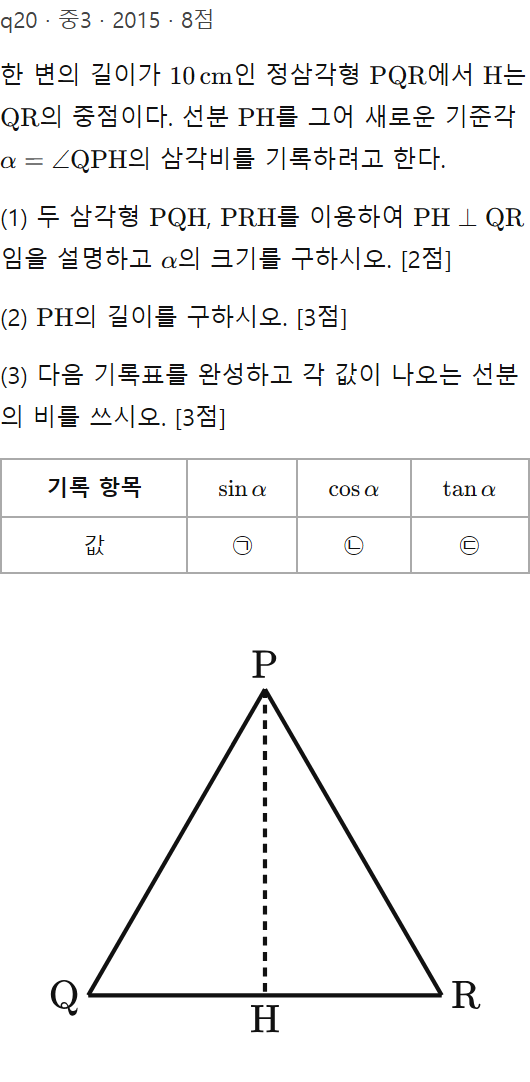 q20 · 중3 · 2015 · 8점
한 변의 길이가 10 cm인 정삼각형 PQR에서 H는
QR의 중점이다. 선분 PH를 그어 새로운 기준각
α = ∠QPH의 삼각비를 기록하려고 한다.
(1) 두 삼각형 PQH, PRH를 이용하여 PH ⊥ QR
임을 설명하고 α의 크기를 구하시오. [2점]
(2) PH의 길이를 구하시오. [3점]
(3) 다음 기록표를 완성하고 각 값이 나오는 선분
의 비를 쓰시오. [3점]
기록 항목 sin α cos α tan α
값 ㉠ ㉡ ㉢
P
Q R
H